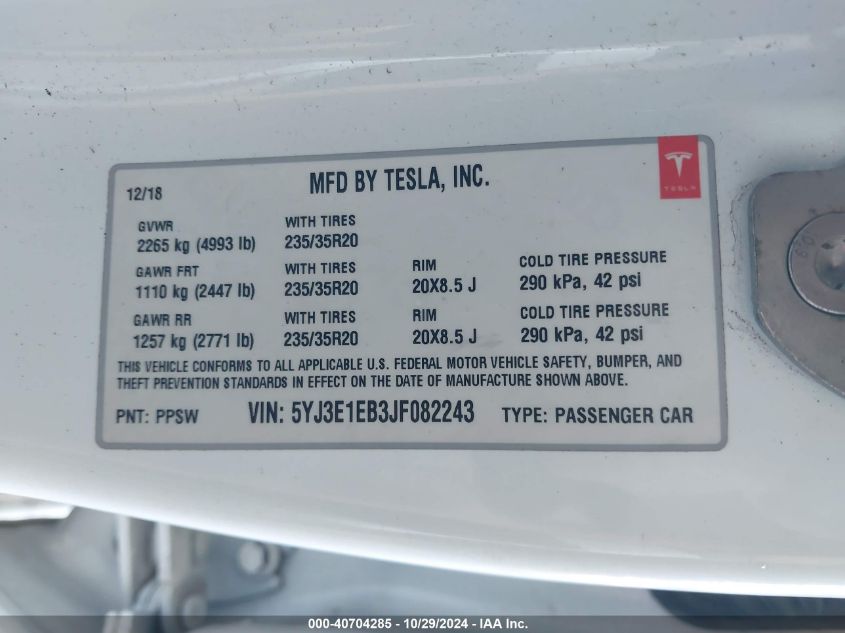 12/18
MFD BY TESLA, INC.
TESLA
GVWR
2265 kg (4993 lb)
WITH TIRES
235/35R20
GAWR FRT
1110 kg (2447 lb)
WITH TIRES
235/35R20
RIM
20X8.5 J
COLD TIRE PRESSURE
290 kPa, 42 psi
GAWR RR
1257 kg (2771 lb)
WITH TIRES
235/35R20
RIM
20X8.5 J
COLD TIRE PRESSURE
290 kPa, 42 psi
THIS VEHICLE CONFORMS TO ALL APPLICABLE U.S. FEDERAL MOTOR VEHICLE SAFETY, BUMPER, AND
THEFT PREVENTION STANDARDS IN EFFECT ON THE DATE OF MANUFACTURE SHOWN ABOVE.
PNT: PPSW VIN: 5YJ3E1EB3JF082243 TYPE: PASSENGER CAR
000-40704285 - 10/29/2024 - IAA Inc.